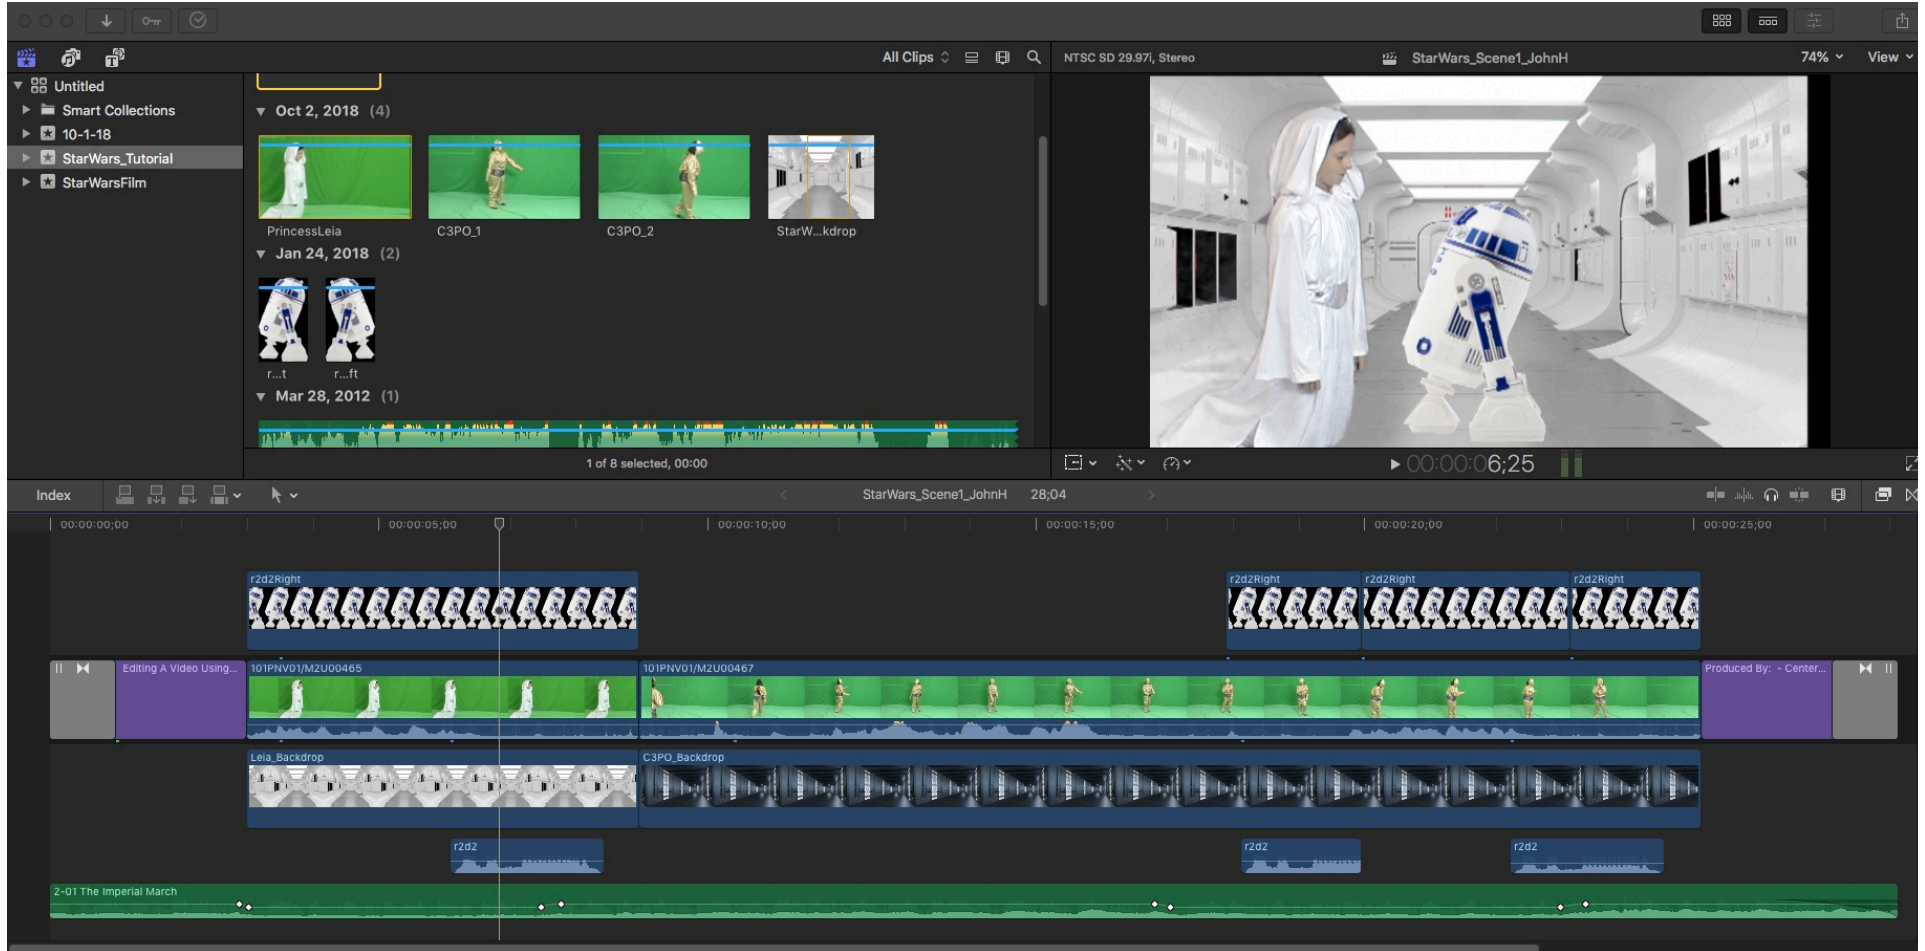 All Clips
NTSC SD 29.97i, Stereo
StarWars_Scene1_JohnH
74%
View
Untitled
Smart Collections
10-1-18
StarWars_Tutorial
StarWarsFilm
Oct 2, 2018 (4)
PrincessLeia
C3PO_1
C3PO_2
StarW...kdrop
Jan 24, 2018 (2)
r...t
r...ft
Mar 28, 2012 (1)
1 of 8 selected, 00:00
00:00:06;25
Index
StarWars_Scene1_JohnH
28;04
00:00:00;00
00:00:05;00
00:00:10;00
00:00:15;00
00:00:20;00
00:00:25;00
r2d2Right
r2d2Right
r2d2Right
r2d2Right
Editing A Video Using...
101PNV01/M2U00465
101PNV01/M2U00467
Produced By: - Center...
Leia_Backdrop
C3PO_Backdrop
r2d2
r2d2
r2d2
2-01 The Imperial March